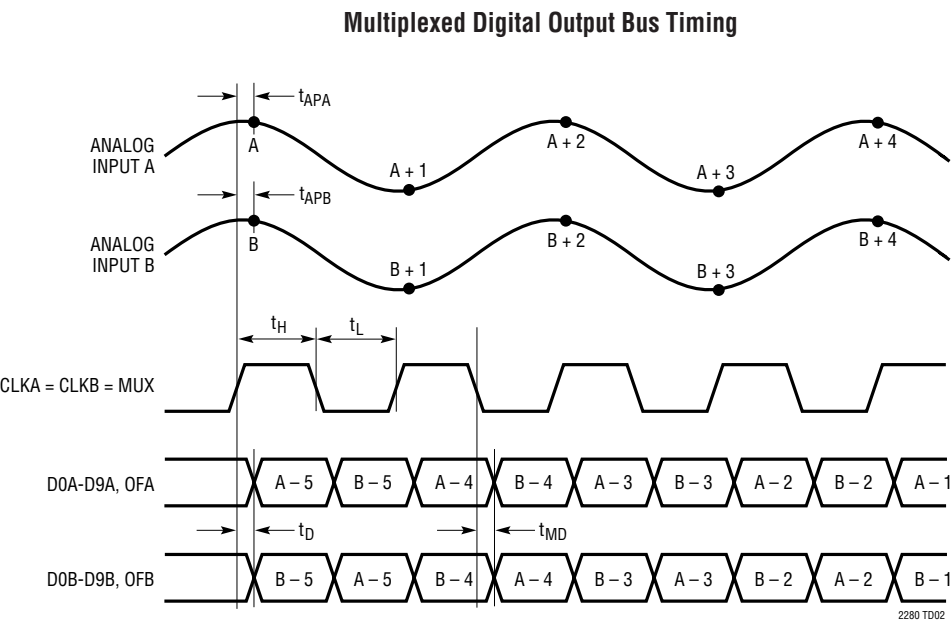 Multiplexed Digital Output Bus Timing
tAPA
ANALOG
INPUT A
A
A + 1
A + 2
A + 3
A + 4
tAPB
ANALOG
INPUT B
B
B + 1
B + 2
B + 3
B + 4
tH
tL
CLKA = CLKB = MUX
D0A-D9A, OFA
A – 5
B – 5
A – 4
B – 4
A – 3
B – 3
A – 2
B – 2
A – 1
tD
tMD
D0B-D9B, OFB
B – 5
A – 5
B – 4
A – 4
B – 3
A – 3
B – 2
A – 2
B – 1
2280 TD02